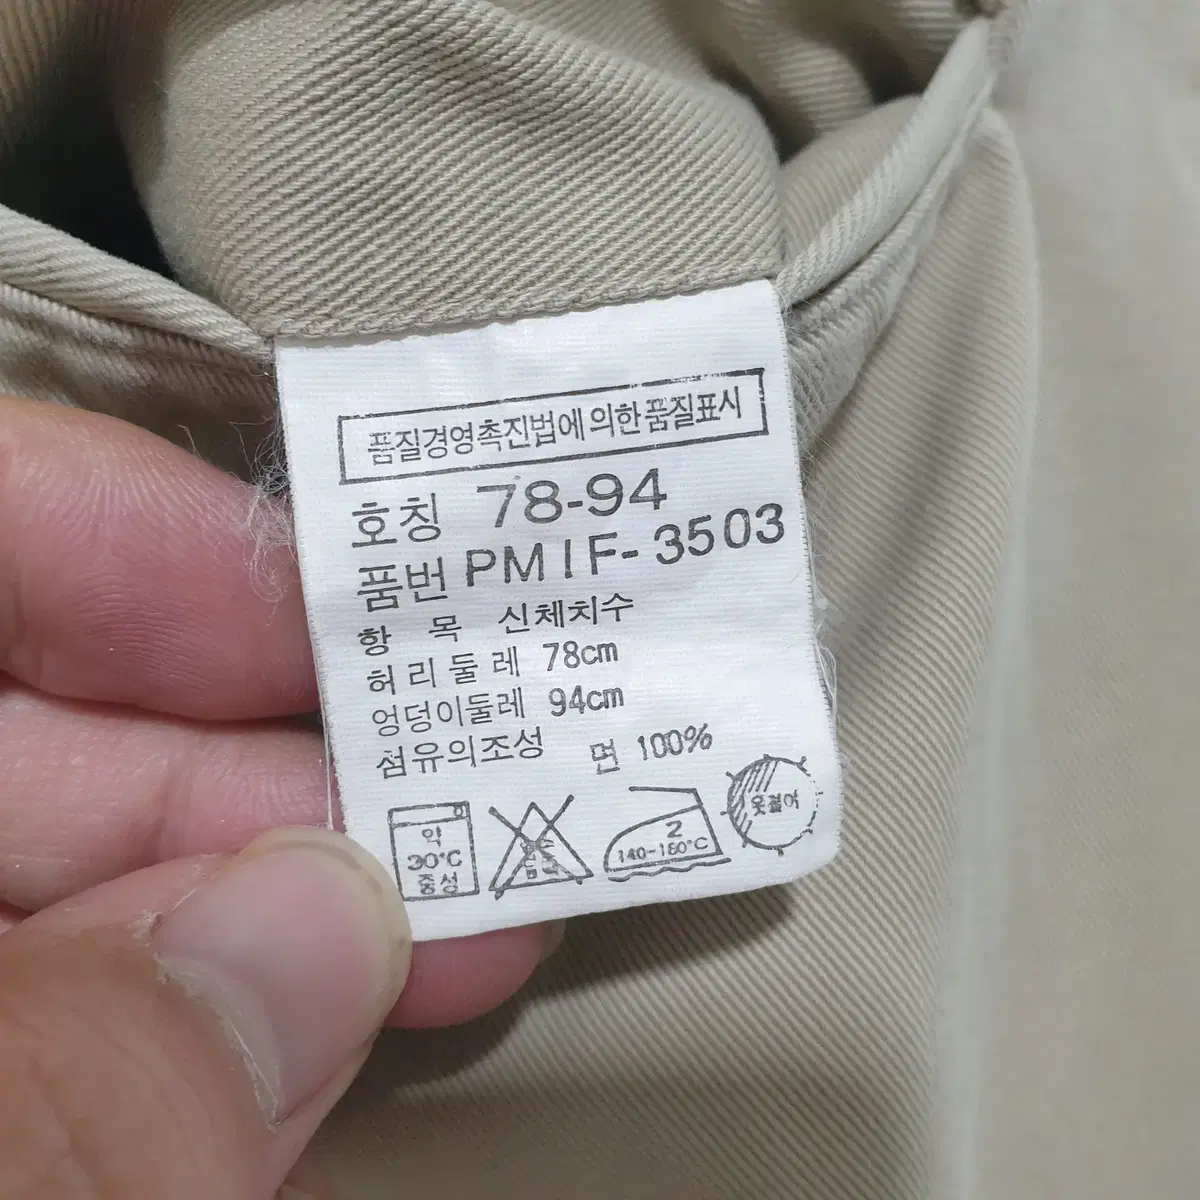 품질경영촉진법에 의한 품질표시
호칭 78-94
품번 PMIF-3503
항 목 신체치수
허리둘레 78cm
엉덩이둘레 94cm
섬유의조성 면 100%
약
30℃
중성
2
140-160℃
옷걸이